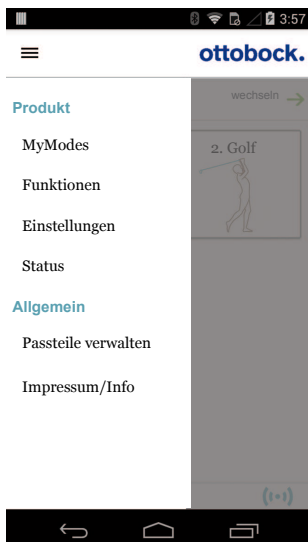 3:57
ottobock.
wechseln
Produkt
MyModes
2. Golf
Funktionen
Einstellungen
Status
Allgemein
Passteile verwalten
Impressum/Info